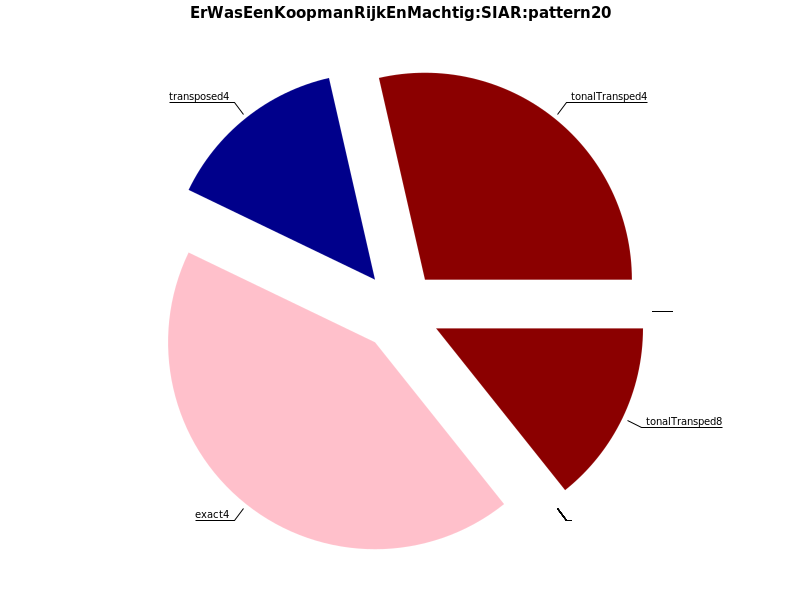 ErWasEenKoopmanRijkEnMachtig:SIAR:pattern20
transposed4
tonalTransped4
tonalTransped8
exact4